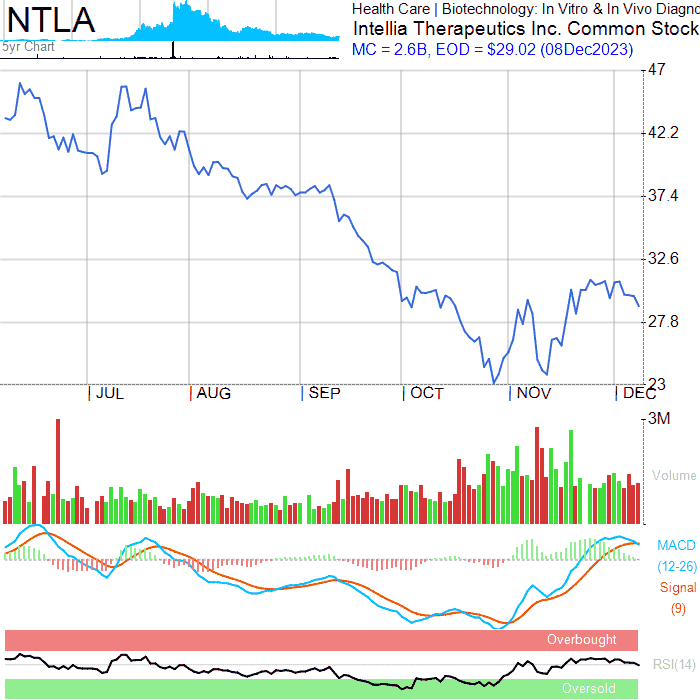 NTLA
5yr Chart
Health Care | Biotechnology: In Vitro & In Vivo Diagno
Intellia Therapeutics Inc. Common Stock
MC = 2.6B, EOD = $29.02 (08Dec2023)
47
42.2
37.4
32.6
27.8
23
JUL AUG SEP OCT NOV DEC
3M
Volume
MACD
(12-26)
Signal
(9)
Overbought
RSI(14)
Oversold